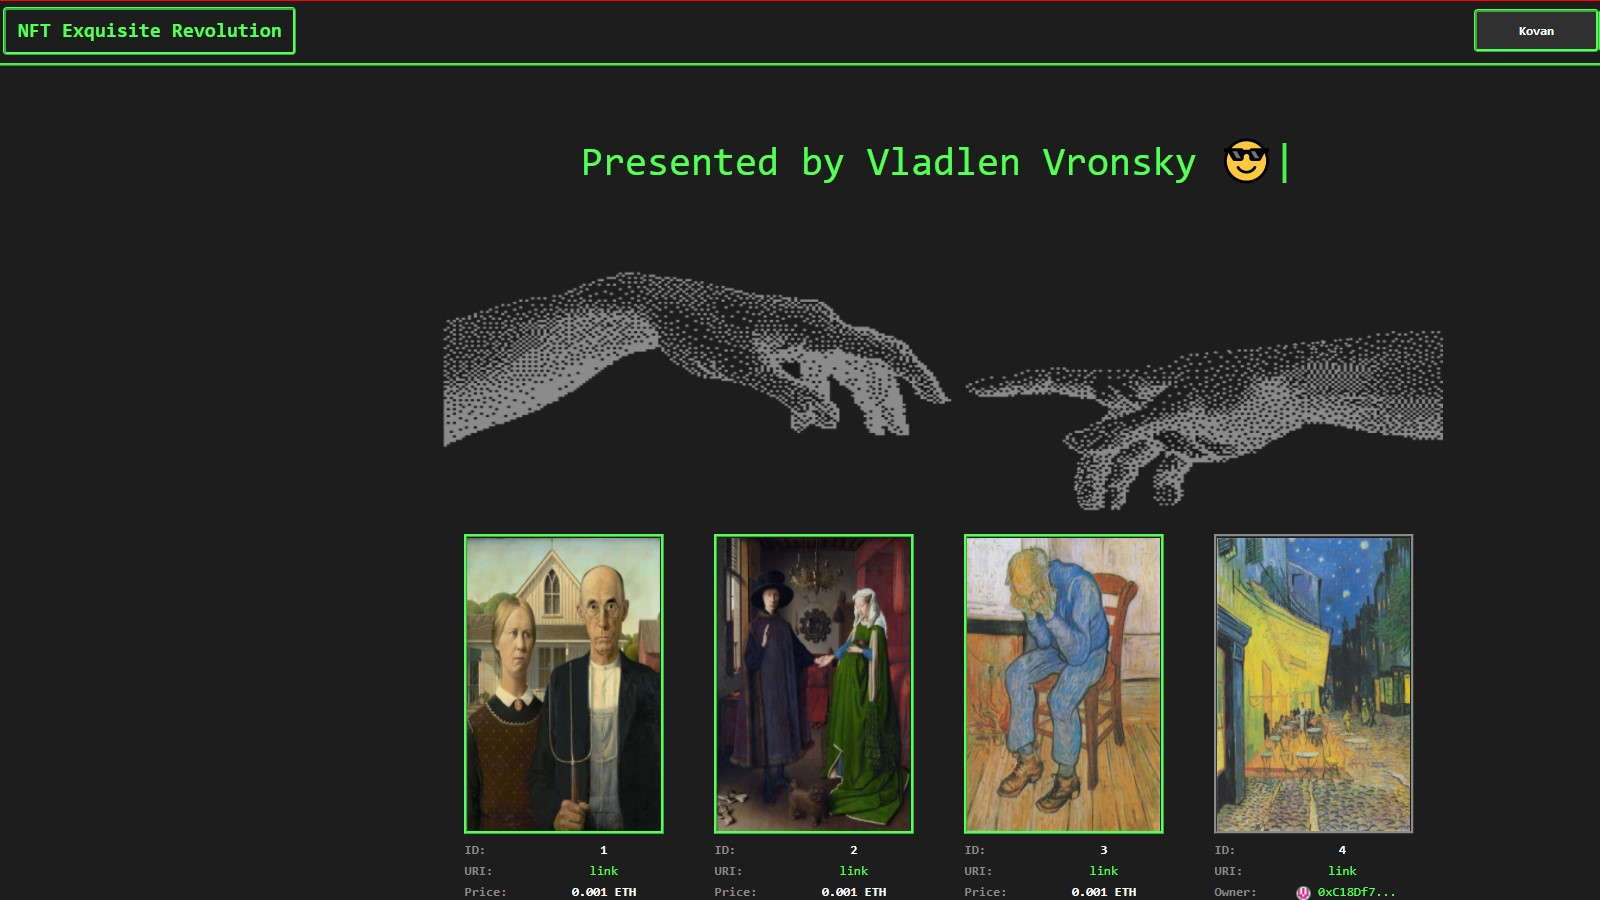 NFT Exquisite Revolution
Kovan
Presented by Vladlen Vronsky 😎|
ID: 1
URI: link
Price: 0.001 ETH
ID: 2
URI: link
Price: 0.001 ETH
ID: 3
URI: link
Price: 0.001 ETH
ID: 4
URI: link
Owner: 0xC18Df7...